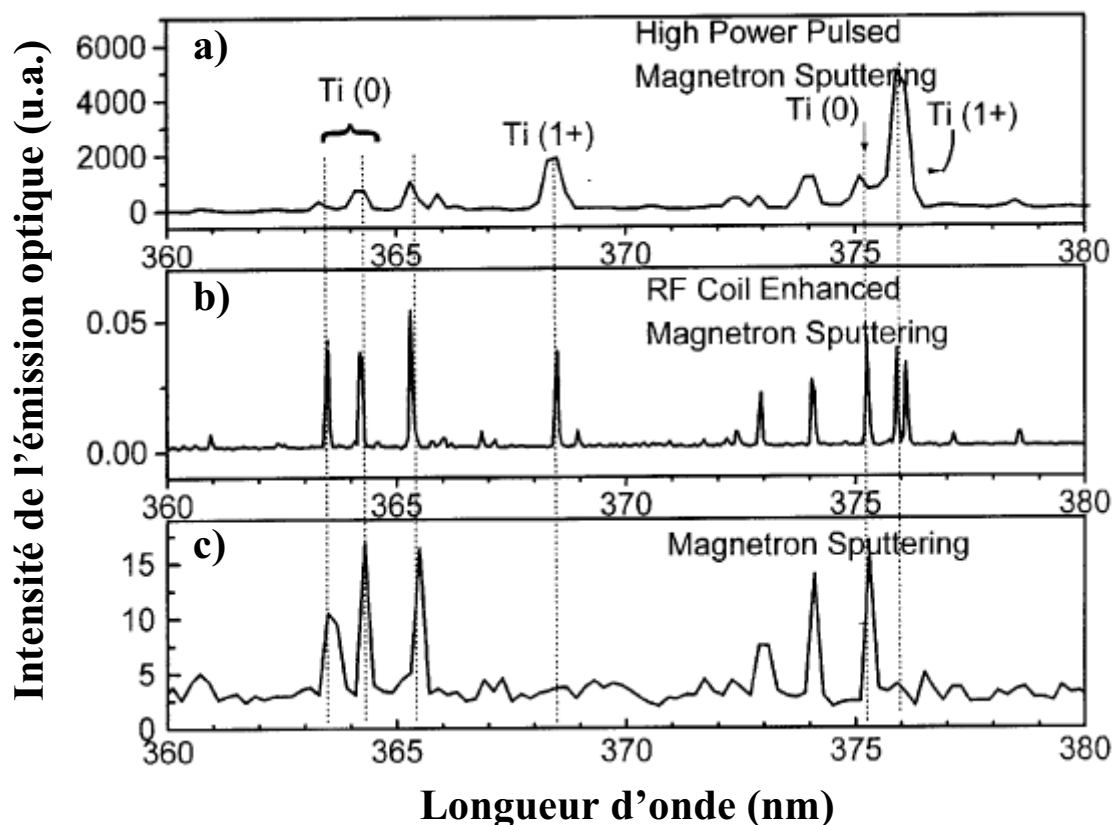 Intensité de l'émission optique (u.a.)
a)
High Power Pulsed
Magnetron Sputtering
Ti (0)
Ti (1+)
Ti (0)
Ti (1+)
6000
4000
2000
0
360 365 370 375 380
b)
RF Coil Enhanced
Magnetron Sputtering
0.05
0.00
360 365 370 375 380
c)
Magnetron Sputtering
15
10
5
0
360 365 370 375 380
Longueur d'onde (nm)